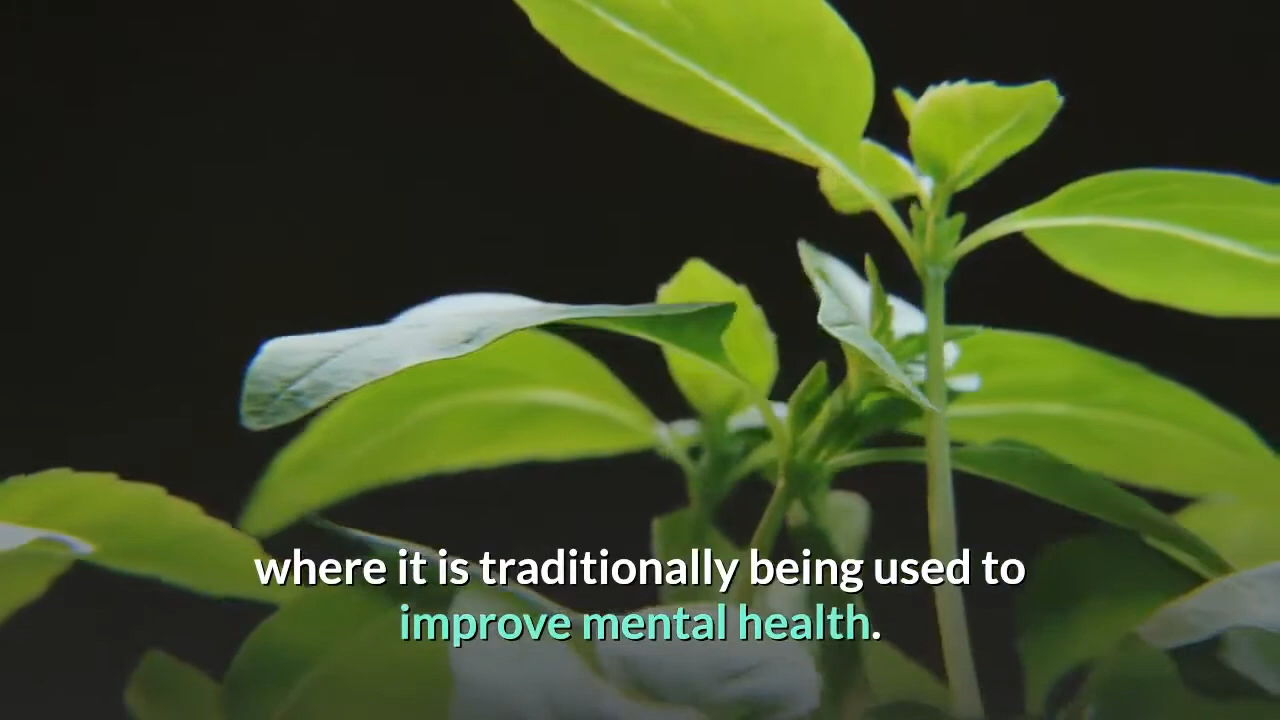 where it is traditionally being used to
improve mental health.